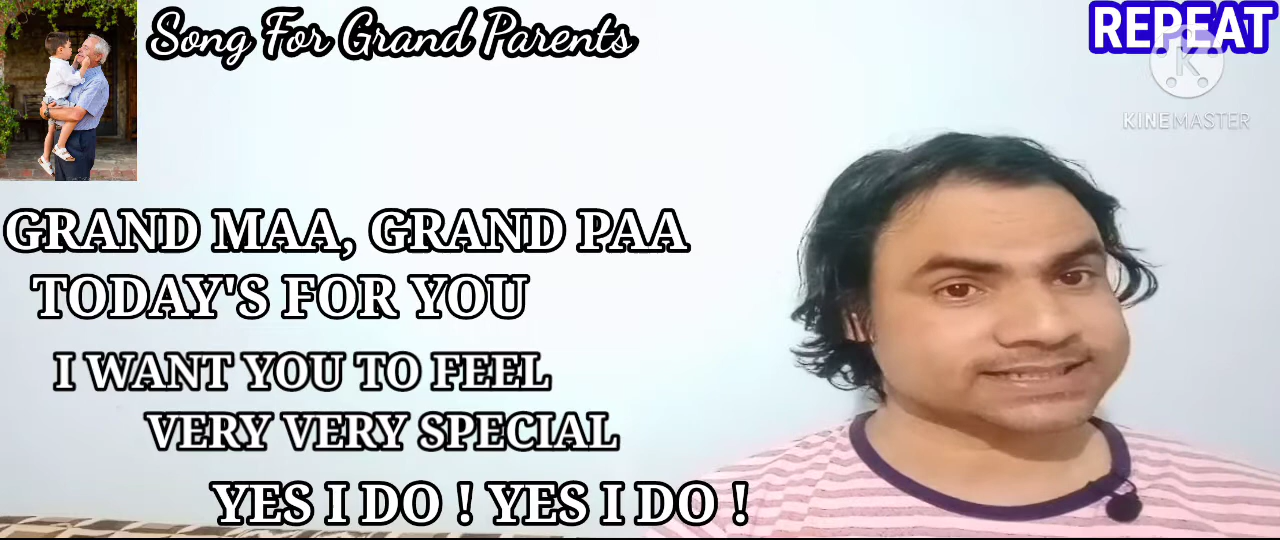 Song For Grand Parents
REPEAT
K
KINEMASTER
GRAND MAA, GRAND PAA
TODAY'S FOR YOU
I WANT YOU TO FEEL
VERY VERY SPECIAL
YES I DO ! YES I DO !